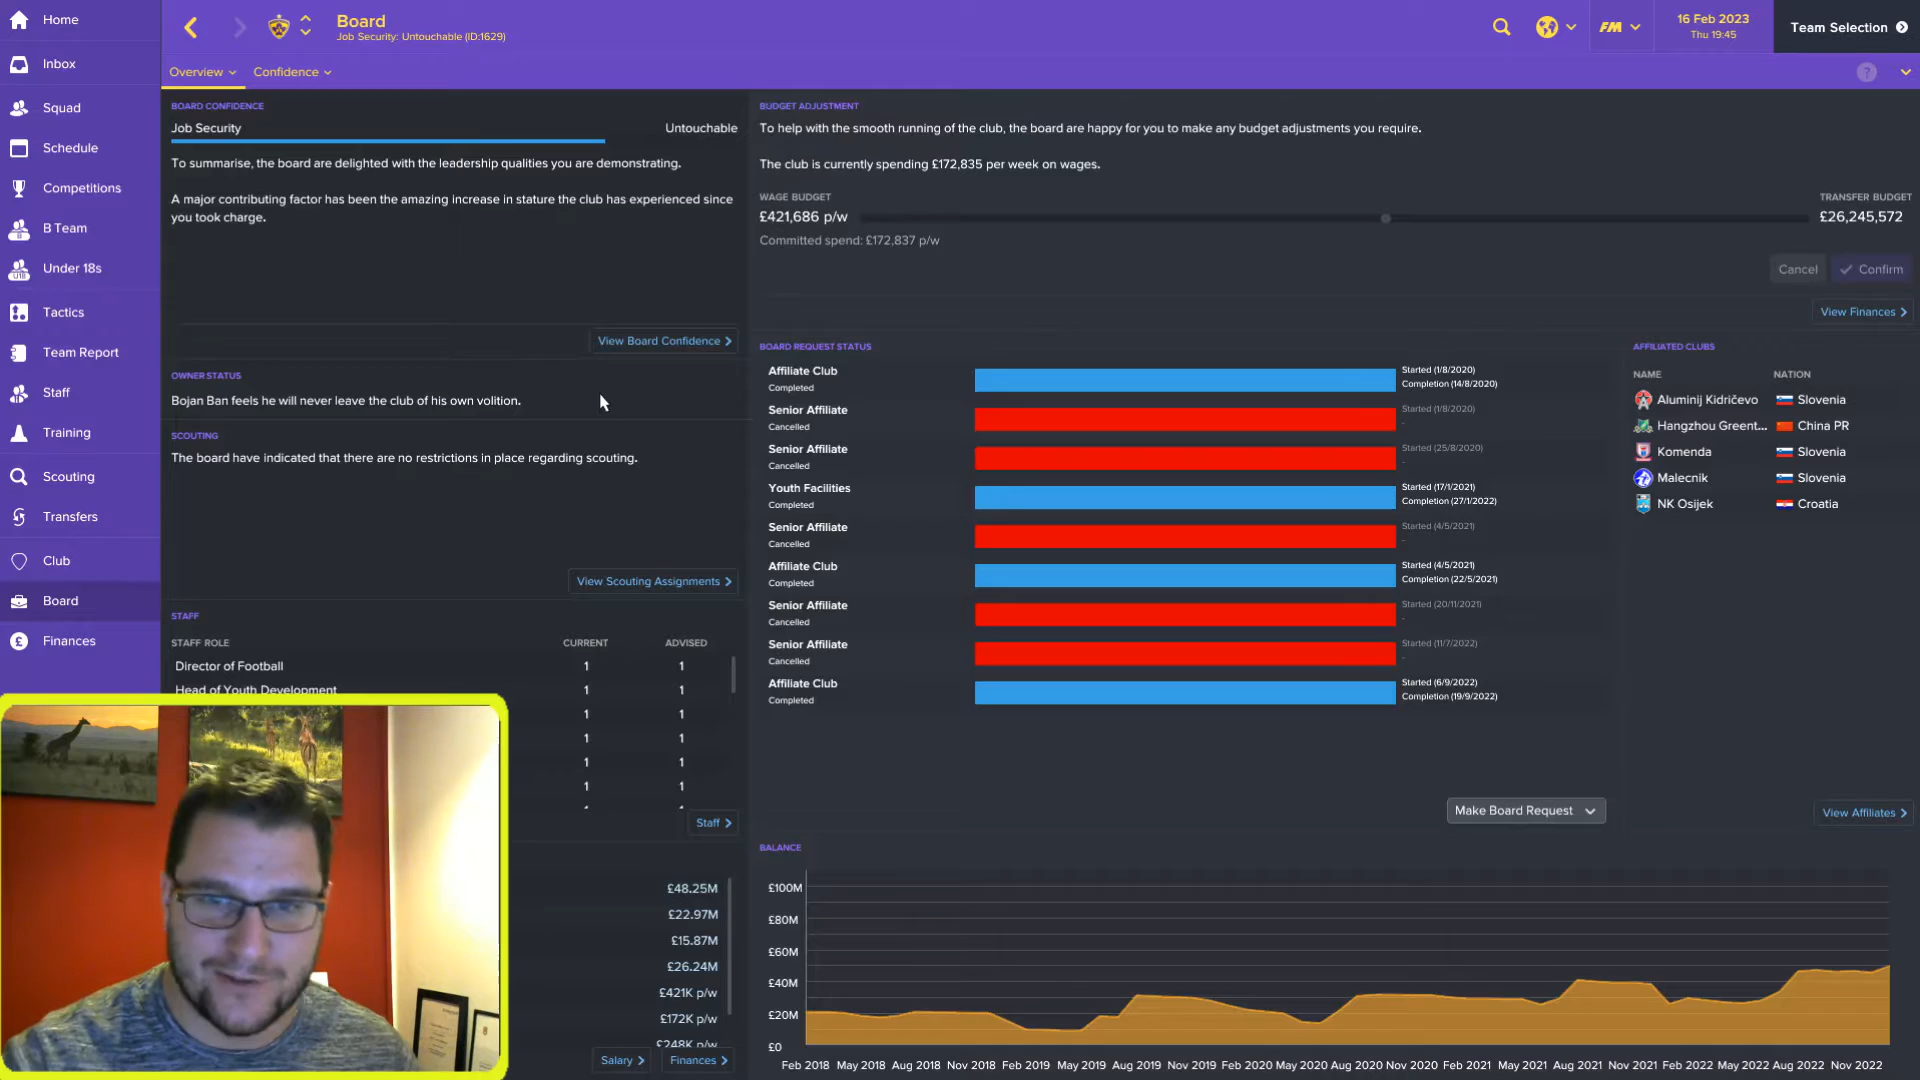 Home
Inbox
Squad
Schedule
Competitions
B Team
Under 18s
Tactics
Team Report
Staff
Training
Scouting
Transfers
Club
Board
Finances
Board
Job Security: Untouchable (ID:1629)
FM
16 Feb 2023
Thu 19:45
Team Selection
Overview
Confidence
?
BOARD CONFIDENCE
Job Security
Untouchable
To summarise, the board are delighted with the leadership qualities you are demonstrating.
A major contributing factor has been the amazing increase in stature the club has experienced since
you took charge.
View Board Confidence
OWNER STATUS
Bojan Ban feels he will never leave the club of his own volition.
SCOUTING
The board have indicated that there are no restrictions in place regarding scouting.
View Scouting Assignments
STAFF
STAFF ROLE CURRENT ADVISED
Director of Football 1 1
Head of Youth Development 1 1
1 1
1 1
1 1
1 1
Staff
£48.25M
£22.97M
£15.87M
£26.24M
£421K p/w
£172K p/w
£248K p/w
Salary
Finances
BUDGET ADJUSTMENT
To help with the smooth running of the club, the board are happy for you to make any budget adjustments you require.
The club is currently spending £172,835 per week on wages.
WAGE BUDGET
£421,686 p/w
TRANSFER BUDGET
£26,245,572
Committed spend: £172,837 p/w
Cancel
Confirm
View Finances
BOARD REQUEST STATUS
Affiliate Club
Completed
Started (1/8/2020)
Completion (14/8/2020)
Senior Affiliate
Cancelled
Started (1/8/2020)
-
Senior Affiliate
Cancelled
Started (25/8/2020)
-
Youth Facilities
Completed
Started (17/1/2021)
Completion (27/1/2022)
Senior Affiliate
Cancelled
Started (4/5/2021)
-
Affiliate Club
Completed
Started (4/5/2021)
Completion (22/5/2021)
Senior Affiliate
Cancelled
Started (20/11/2021)
-
Senior Affiliate
Cancelled
Started (11/7/2022)
-
Affiliate Club
Completed
Started (6/9/2022)
Completion (19/9/2022)
Make Board Request
AFFILIATED CLUBS
NAME NATION
Aluminij Kidričevo Slovenia
Hangzhou Greent... China PR
Komenda Slovenia
Malecnik Slovenia
NK Osijek Croatia
View Affiliates
BALANCE
£100M
£80M
£60M
£40M
£20M
£0
Feb 2018 May 2018 Aug 2018 Nov 2018 Feb 2019 May 2019 Aug 2019 Nov 2019 Feb 2020 May 2020 Aug 2020 Nov 2020 Feb 2021 May 2021 Aug 2021 Nov 2021 Feb 2022 May 2022 Aug 2022 Nov 2022